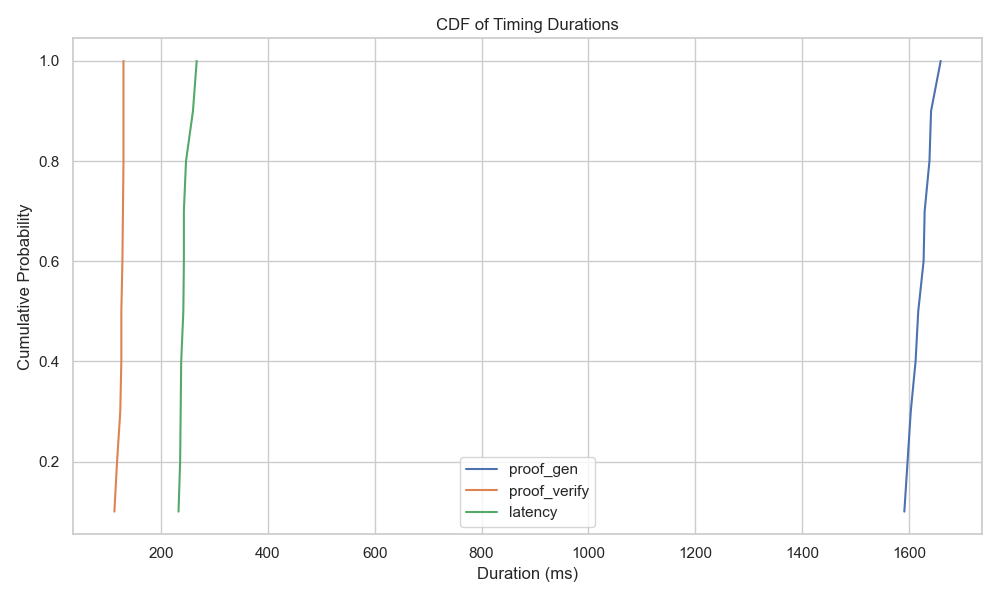 CDF of Timing Durations
Cumulative Probability
1.0
0.8
0.6
0.4
0.2
proof_gen
proof_verify
latency
200 400 600 800 1000 1200 1400 1600
Duration (ms)